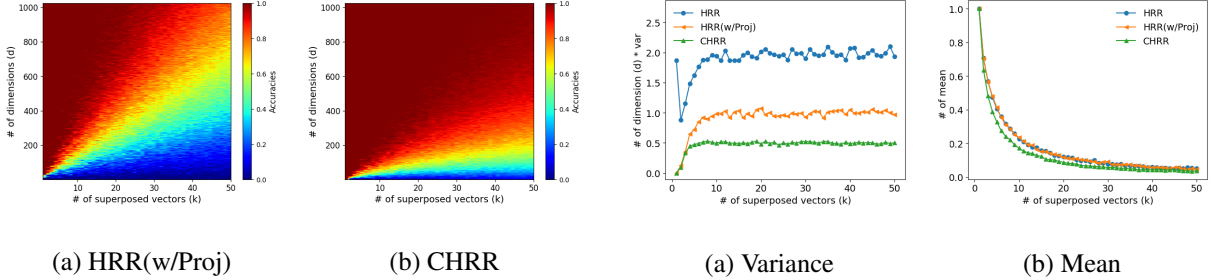 1000
800
600
400
200
# of dimensions (d)
10 20 30 40 50
# of superposed vectors (k)
1.0
0.8
0.6
0.4
0.2
0.0
Accuracies
(a) HRR(w/Proj)
1000
800
600
400
200
# of dimensions (d)
10 20 30 40 50
# of superposed vectors (k)
1.0
0.8
0.6
0.4
0.2
0.0
Accuracies
(b) CHRR
2.5
2.0
1.5
1.0
0.5
0.0
# of dimension (d) * var
HRR
HRR(w/Proj)
CHRR
0 10 20 30 40 50
# of superposed vectors (k)
(a) Variance
1.0
0.8
0.6
0.4
0.2
0.0
# of mean
HRR
HRR(w/Proj)
CHRR
0 10 20 30 40 50
# of superposed vectors (k)
(b) Mean